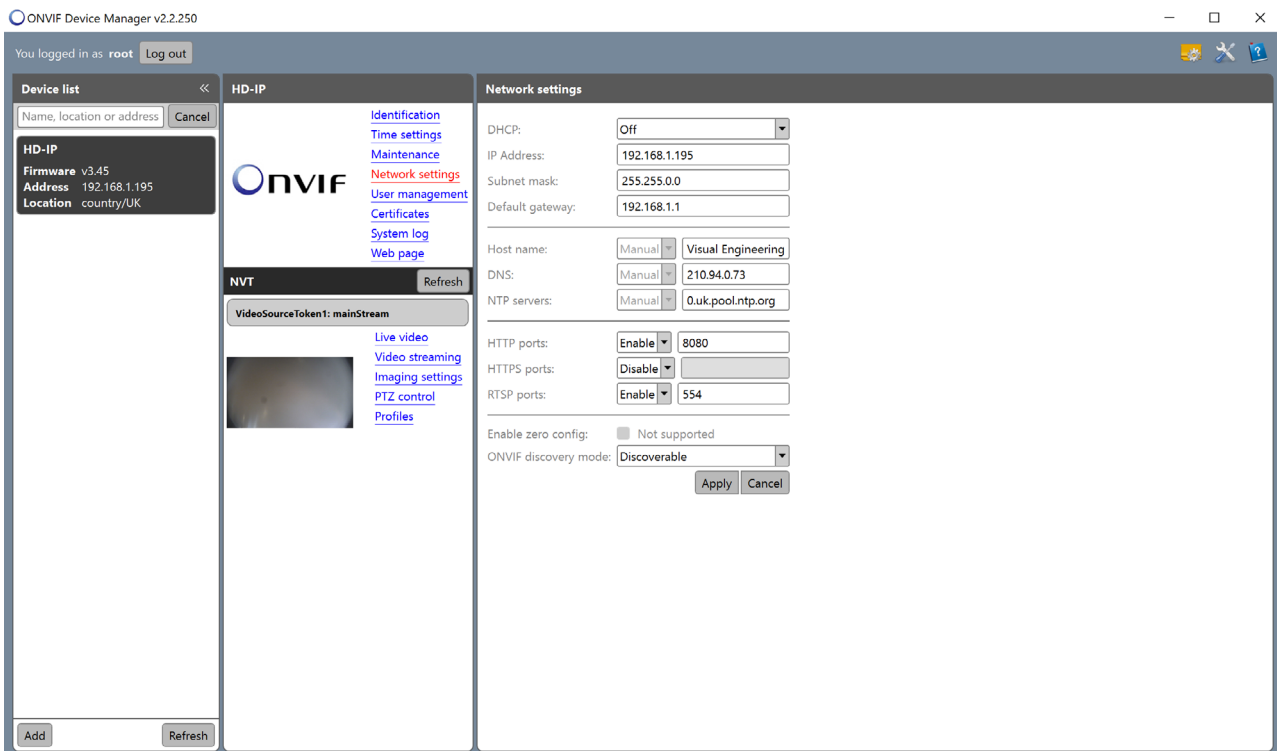 ONVIF Device Manager v2.2.250
You logged in as root Log out
Device list «
Name, location or address Cancel
HD-IP
Firmware v3.45
Address 192.168.1.195
Location country/UK
Add Refresh
HD-IP
ONVIF
Identification
Time settings
Maintenance
Network settings
User management
Certificates
System log
Web page
NVT Refresh
VideoSourceToken1: mainStream
Live video
Video streaming
Imaging settings
PTZ control
Profiles
Network settings
DHCP: Off
IP Address: 192.168.1.195
Subnet mask: 255.255.0.0
Default gateway: 192.168.1.1
Host name: Manual Visual Engineering
DNS: Manual 210.94.0.73
NTP servers: Manual 0.uk.pool.ntp.org
HTTP ports: Enable 8080
HTTPS ports: Disable
RTSP ports: Enable 554
Enable zero config: Not supported
ONVIF discovery mode: Discoverable
Apply Cancel